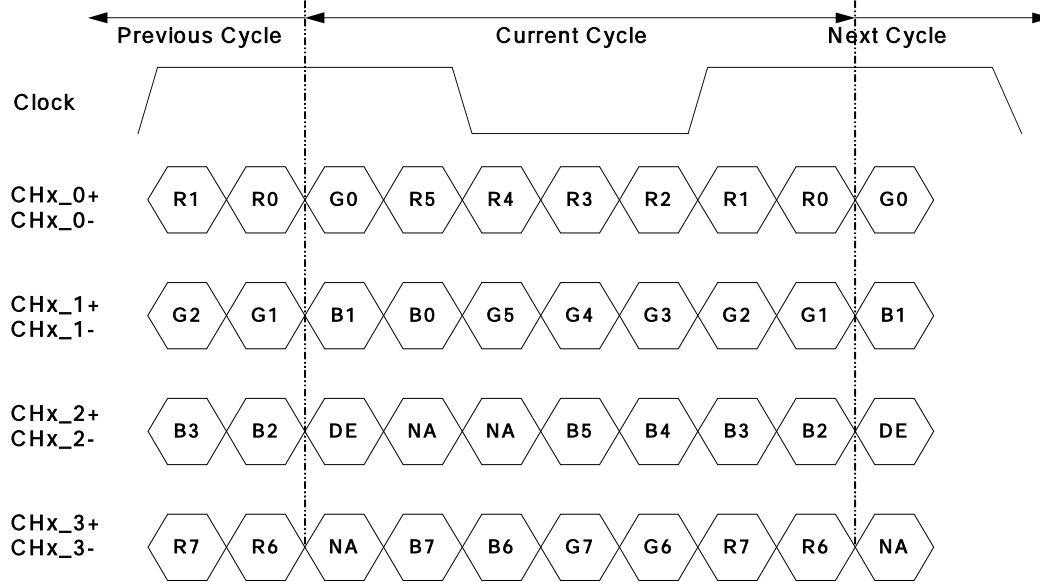 Previous Cycle Current Cycle Next Cycle
Clock
CHx_0+
CHx_0-
R1 R0 G0 R5 R4 R3 R2 R1 R0 G0
CHx_1+
CHx_1-
G2 G1 B1 B0 G5 G4 G3 G2 G1 B1
CHx_2+
CHx_2-
B3 B2 DE NA NA B5 B4 B3 B2 DE
CHx_3+
CHx_3-
R7 R6 NA B7 B6 G7 G6 R7 R6 NA